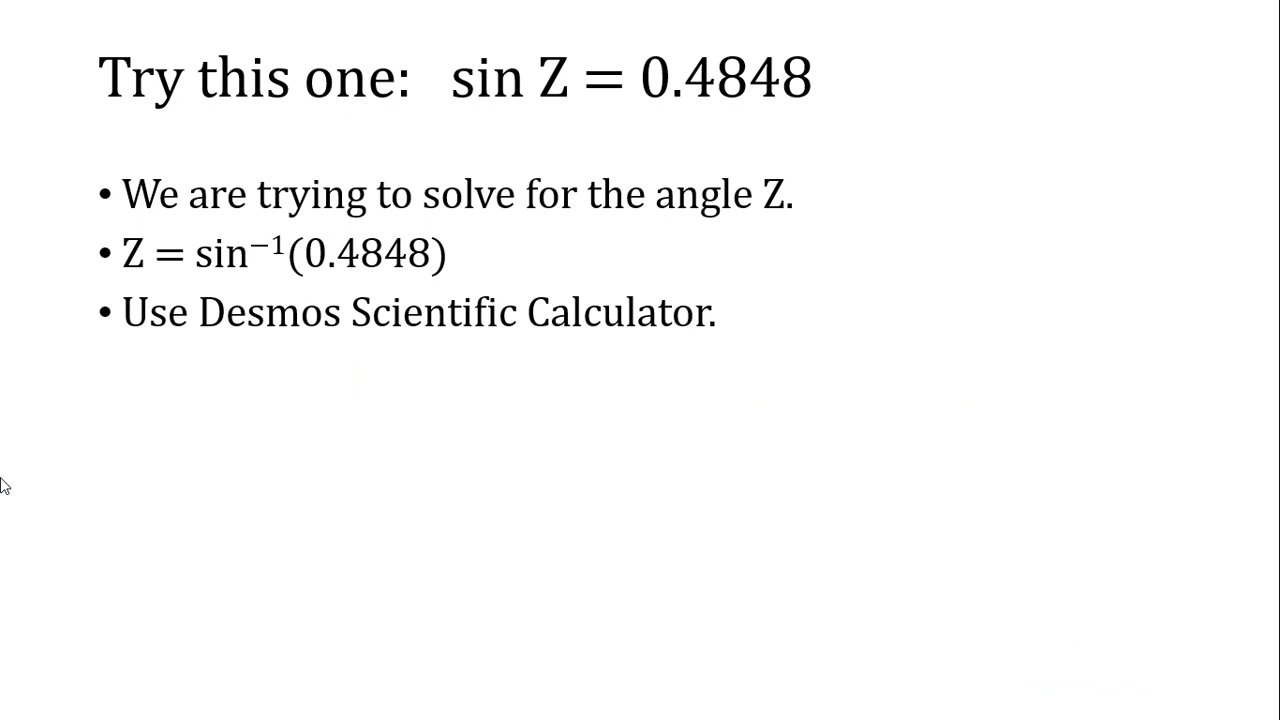 Try this one: sin Z = 0.4848
• We are trying to solve for the angle Z.
• Z = sin⁻¹(0.4848)
• Use Desmos Scientific Calculator.